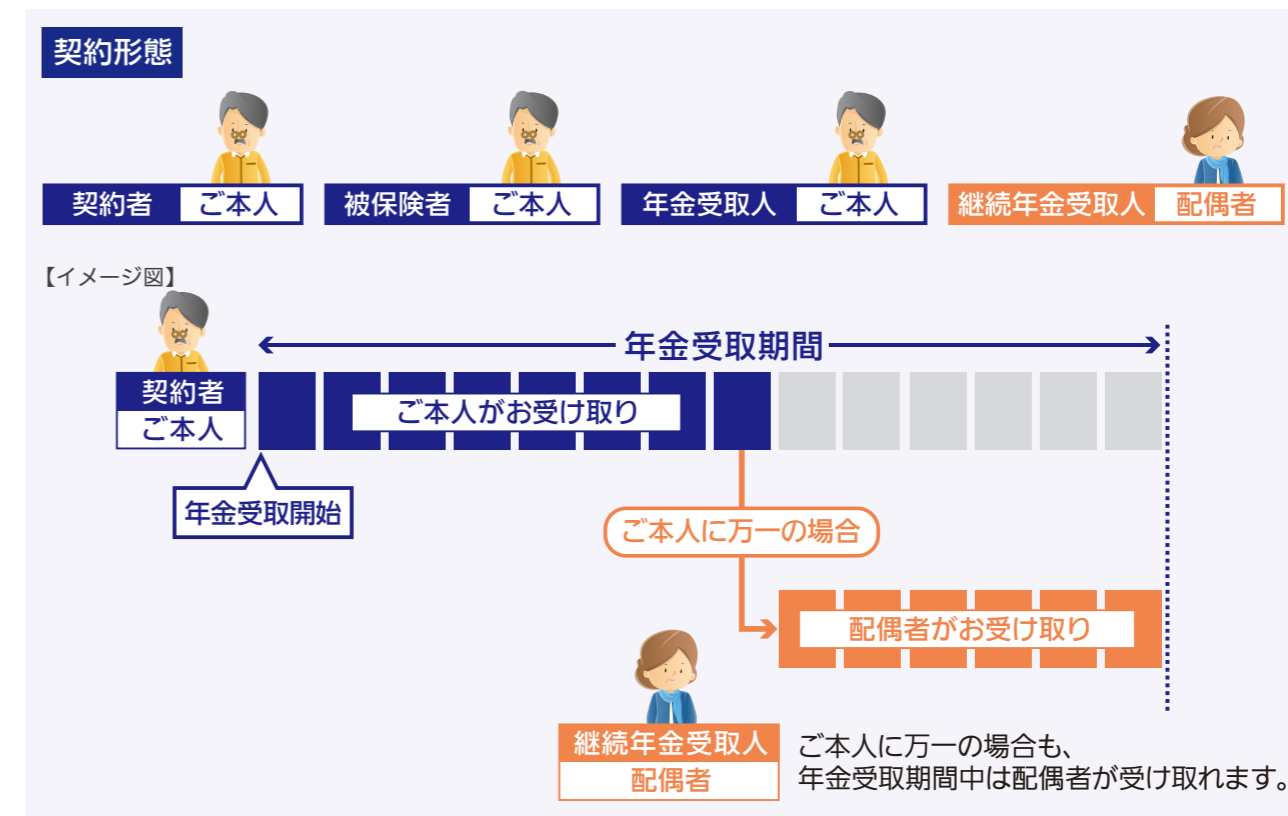 契約形態
契約者 ご本人
被保険者 ご本人
年金受取人 ご本人
継続年金受取人 配偶者
【イメージ図】
年金受取期間
契約者
ご本人
ご本人がお受け取り
年金受取開始
ご本人に万一の場合
配偶者がお受け取り
継続年金受取人
配偶者
ご本人に万一の場合も、
年金受取期間中は配偶者が受け取れます。